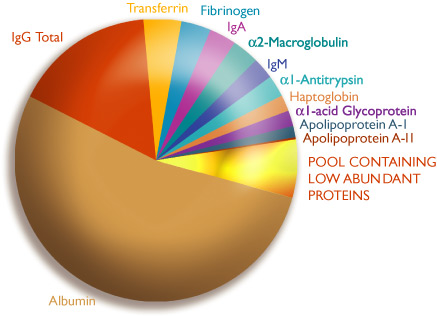 Transferrin
Fibrinogen
IgA
IgG Total
α2-Macroglobulin
IgM
α1-Antitrypsin
Haptoglobin
α1-acid Glycoprotein
Apolipoprotein A-I
Apolipoprotein A-II
POOL CONTAINING
LOW ABUNDANT
PROTEINS
Albumin